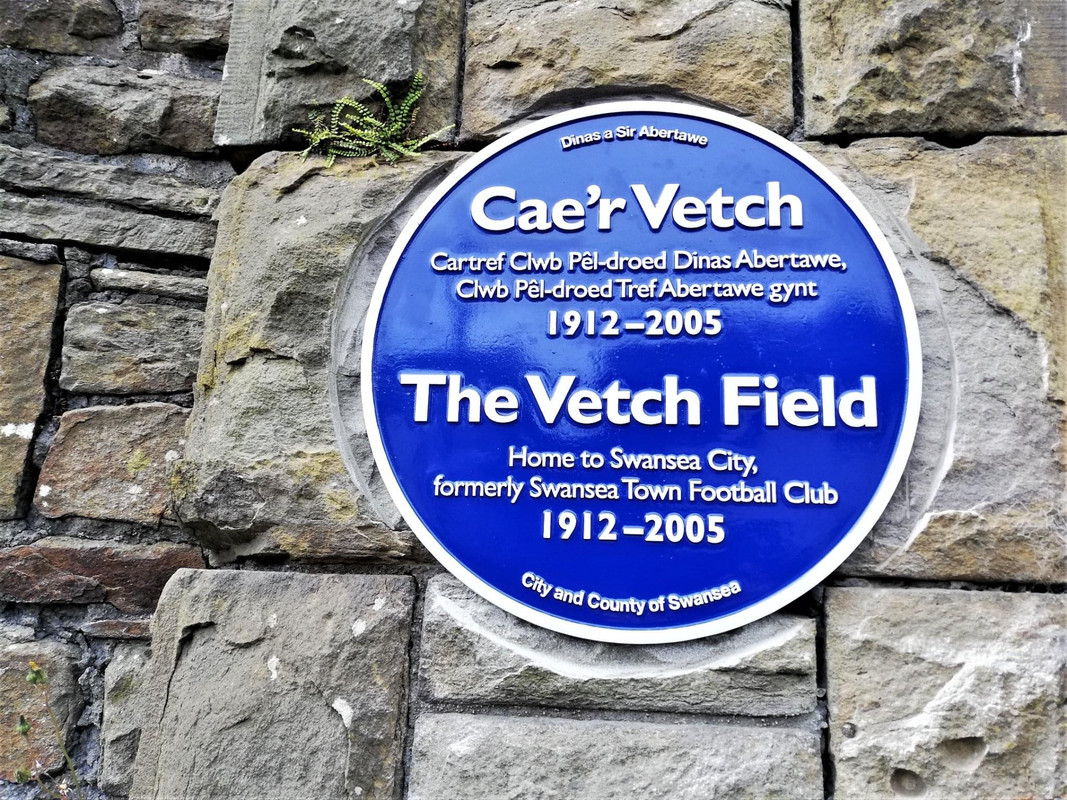 Dinas a Sir Abertawe
Cae'r Vetch
Cartref Clwb Pêl-droed Dinas Abertawe,
Clwb Pêl-droed Tref Abertawe gynt
1912–2005
The Vetch Field
Home to Swansea City,
formerly Swansea Town Football Club
1912–2005
City and County of Swansea